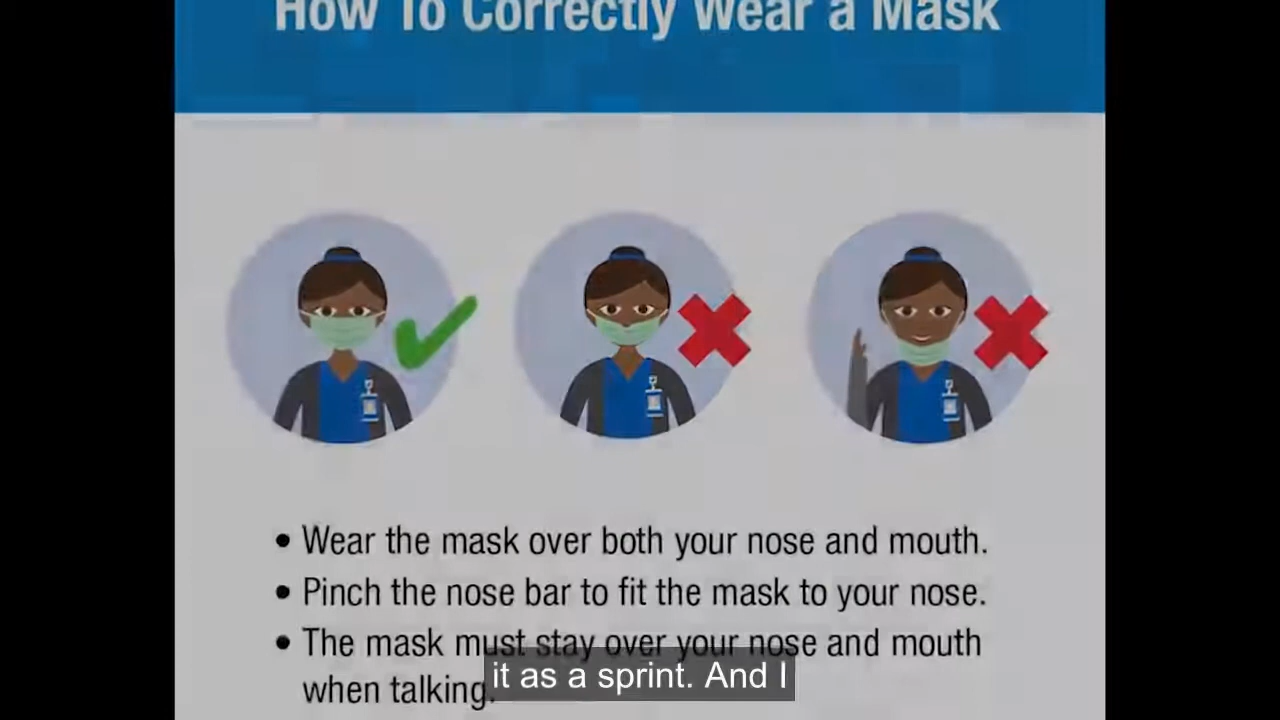 How To Correctly Wear a Mask
• Wear the mask over both your nose and mouth.
• Pinch the nose bar to fit the mask to your nose.
• The mask must stay over your nose and mouth
when talking.
it as a sprint. And I